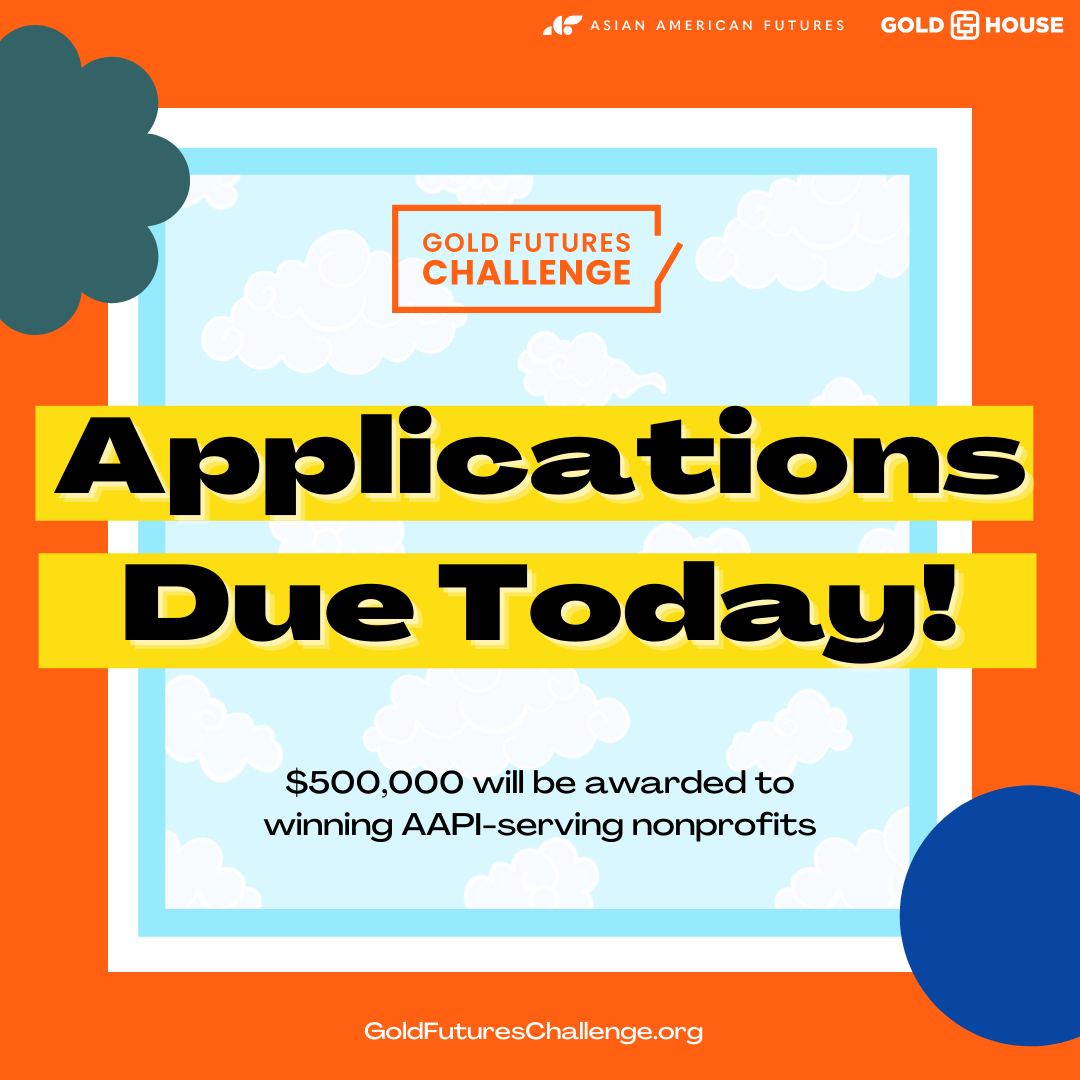 ASIAN AMERICAN FUTURES
GOLD HOUSE
GOLD FUTURES
CHALLENGE
Applications
Due Today!
$500,000 will be awarded to
winning AAPI-serving nonprofits
GoldFuturesChallenge.org